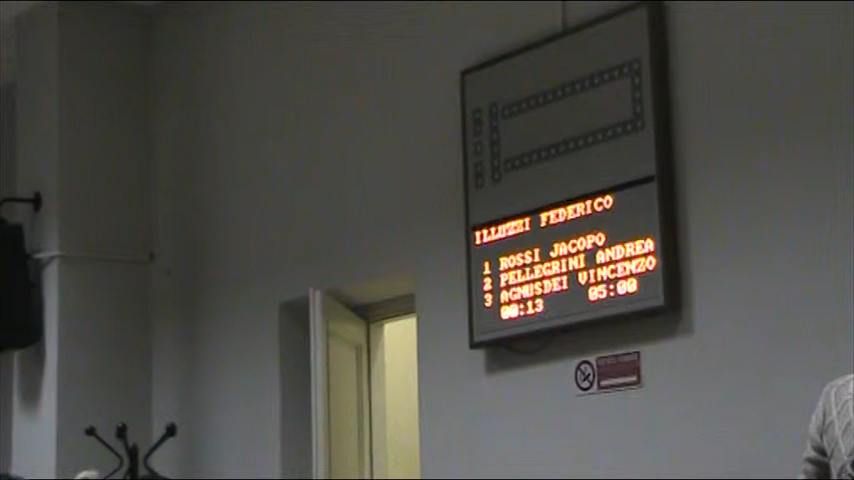 ILLUZZI FEDERICO
1 ROSSI JACOPO
2 PELLEGRINI ANDREA
3 AGNUSDEI VINCENZO
00:13 05:00